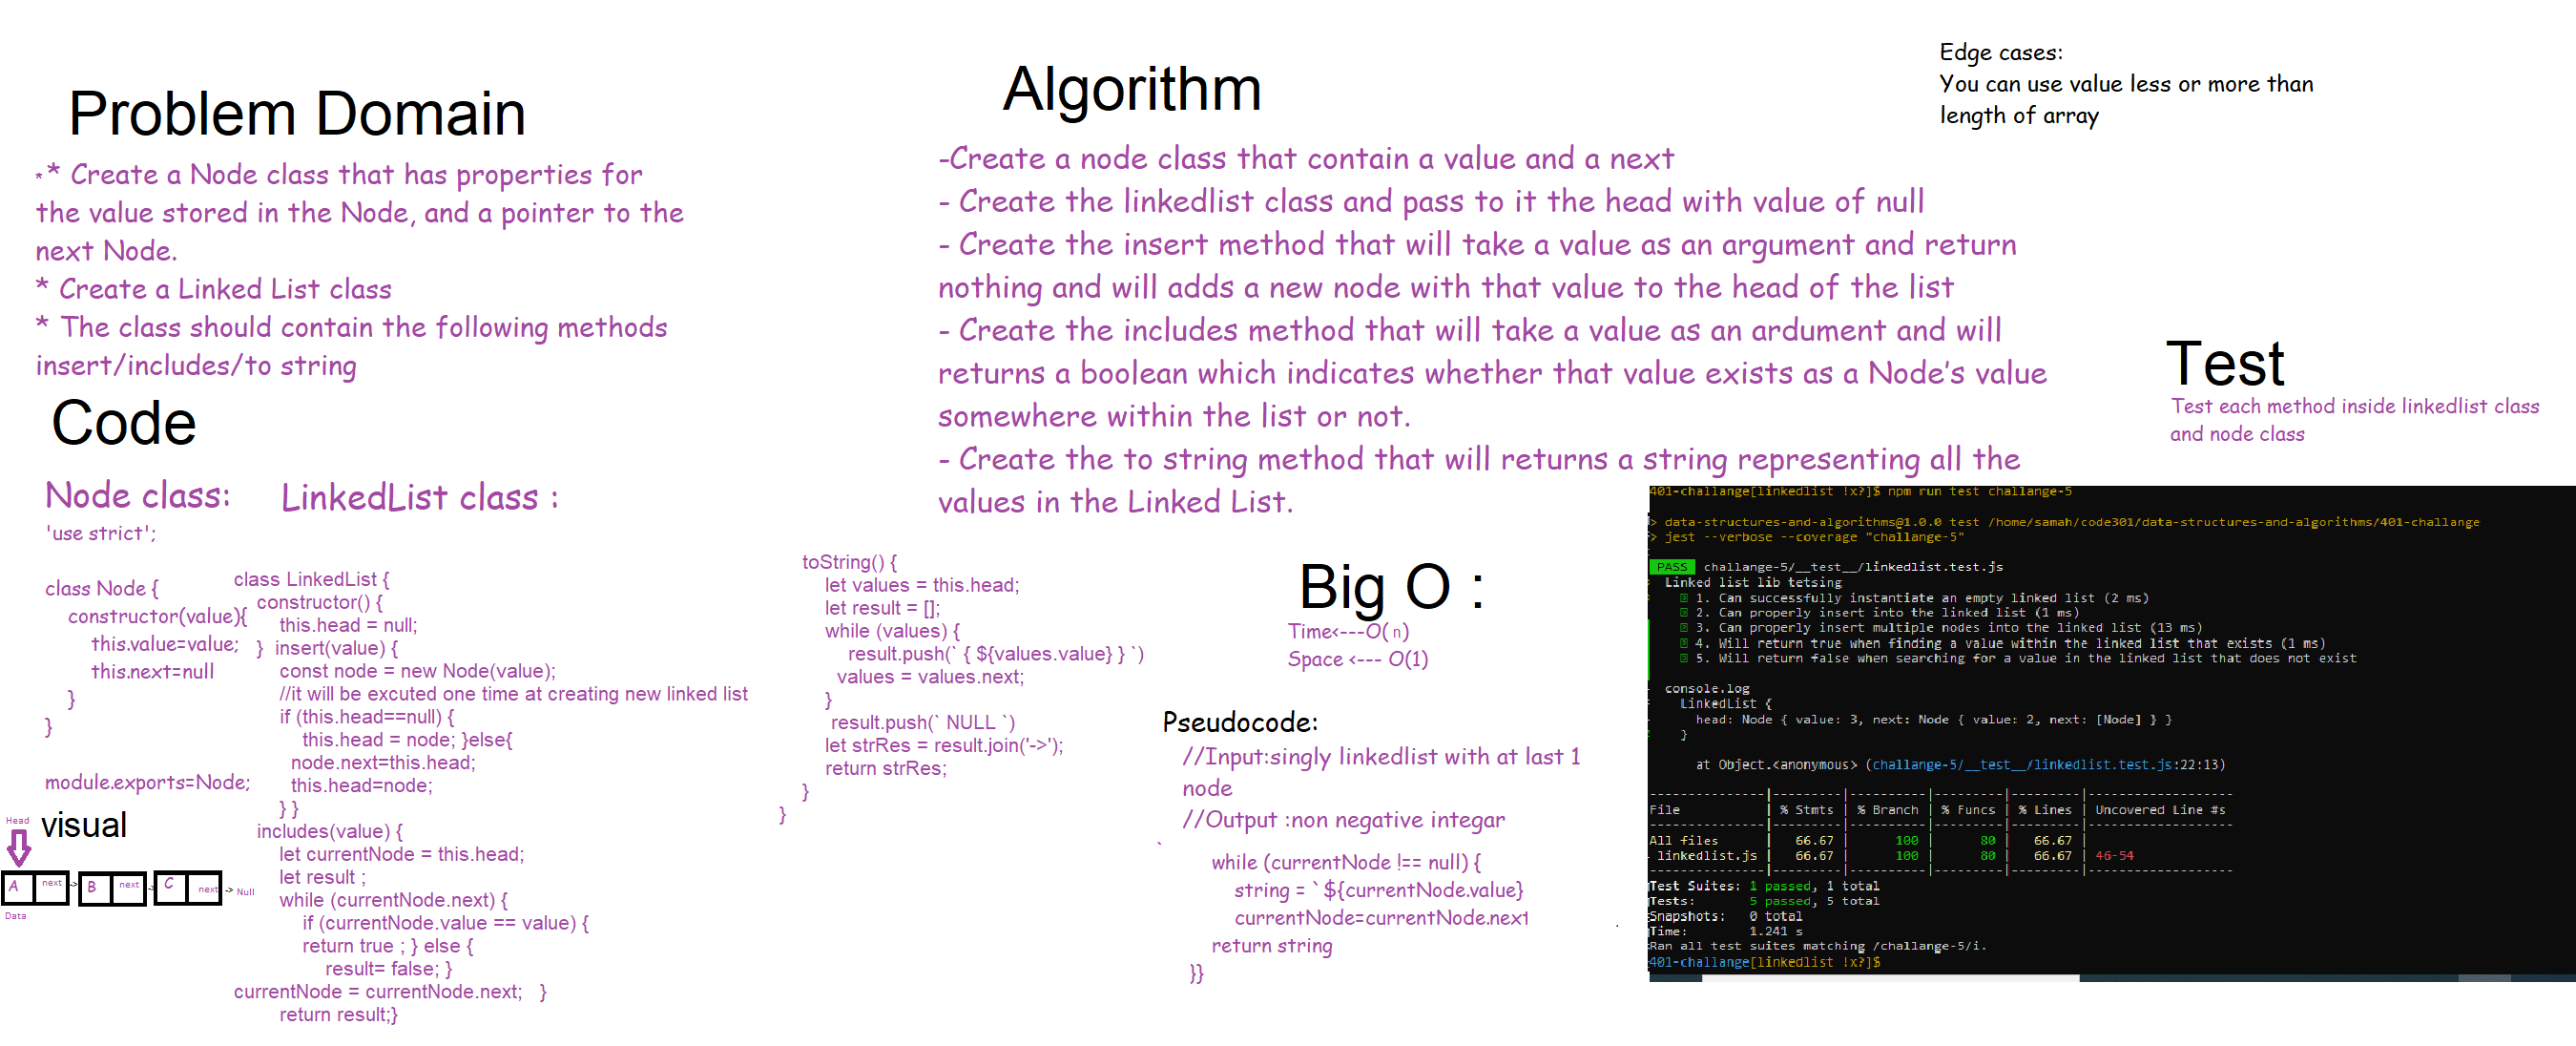 Problem Domain
** Create a Node class that has properties for
the value stored in the Node, and a pointer to the
next Node.
* Create a Linked List class
* The class should contain the following methods
insert/includes/to string
Code
Node class:
'use strict';
class Node {
constructor(value){
this.value=value;
this.next=null
}
}
module.exports=Node;
LinkedList class :
class LinkedList {
constructor() {
this.head = null;
} insert(value) {
const node = new Node(value);
//it will be excuted one time at creating new linked list
if (this.head==null) {
this.head = node; }else{
node.next=this.head;
this.head=node;
} }
includes(value) {
let currentNode = this.head;
let result ;
while (currentNode.next) {
if (currentNode.value == value) {
return true ; } else {
result= false; }
currentNode = currentNode.next; }
return result;}
toString() {
let values = this.head;
let result = [];
while (values) {
result.push(` { ${values.value} } `)
values = values.next;
}
result.push(` NULL `)
let strRes = result.join('->');
return strRes;
}
}
visual
Head
A next -> B next -> C next -> Null
Data
Algorithm
-Create a node class that contain a value and a next
- Create the linkedlist class and pass to it the head with value of null
- Create the insert method that will take a value as an argument and return
nothing and will adds a new node with that value to the head of the list
- Create the includes method that will take a value as an ardument and will
returns a boolean which indicates whether that value exists as a Node's value
somewhere within the list or not.
- Create the to string method that will returns a string representing all the
values in the Linked List.
Big O :
Time<---O( n)
Space <--- O(1)
Pseudocode:
//Input:singly linkedlist with at last 1
node
//Output :non negative integar
`
while (currentNode !== null) {
string = `${currentNode.value}
currentNode=currentNode.next
return string
}}
Edge cases:
You can use value less or more than
length of array
Test
Test each method inside linkedlist class
and node class
401-challange[linkedlist !x?]$ npm run test challange-5
> data-structures-and-algorithms@1.0.0 test /home/samah/code301/data-structures-and-algorithms/401-challange
> jest --verbose --coverage "challange-5"
PASS challange-5/__test__/linkedlist.test.js
Linked list lib tetsing
1. Can successfully instantiate an empty linked list (2 ms)
2. Can properly insert into the linked list (1 ms)
3. Can properly insert multiple nodes into the linked list (13 ms)
4. Will return true when finding a value within the linked list that exists (1 ms)
5. Will return false when searching for a value in the linked list that does not exist
console.log
LinkedList {
head: Node { value: 3, next: Node { value: 2, next: [Node] } }
}
at Object.<anonymous> (challange-5/__test__/linkedlist.test.js:22:13)
---------------|---------|----------|---------|---------|-------------------
File | % Stmts | % Branch | % Funcs | % Lines | Uncovered Line #s
---------------|---------|----------|---------|---------|-------------------
All files | 66.67 | 100 | 80 | 66.67 |
linkedlist.js | 66.67 | 100 | 80 | 66.67 | 46-54
---------------|---------|----------|---------|---------|-------------------
Test Suites: 1 passed, 1 total
Tests: 5 passed, 5 total
Snapshots: 0 total
Time: 1.241 s
Ran all test suites matching /challange-5/i.
401-challange[linkedlist !x?]$